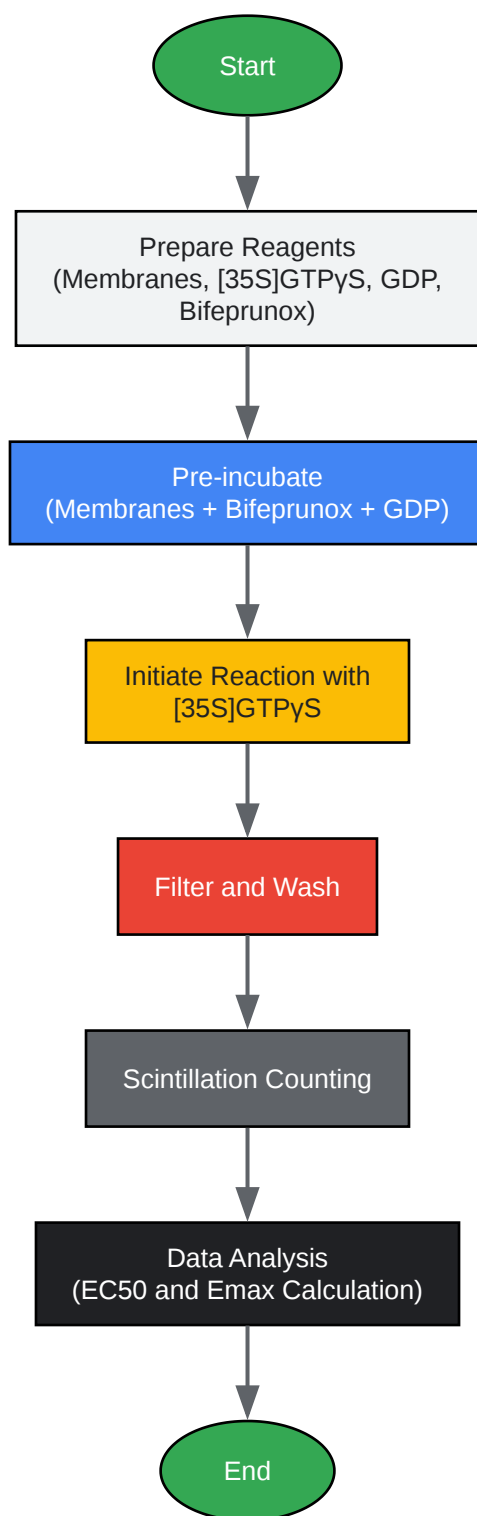 Start
Prepare Reagents
(Membranes, [35S]GTPγS, GDP,
Bifeprunox)
Pre-incubate
(Membranes + Bifeprunox + GDP)
Initiate Reaction with
[35S]GTPγS
Filter and Wash
Scintillation Counting
Data Analysis
(EC50 and Emax Calculation)
End